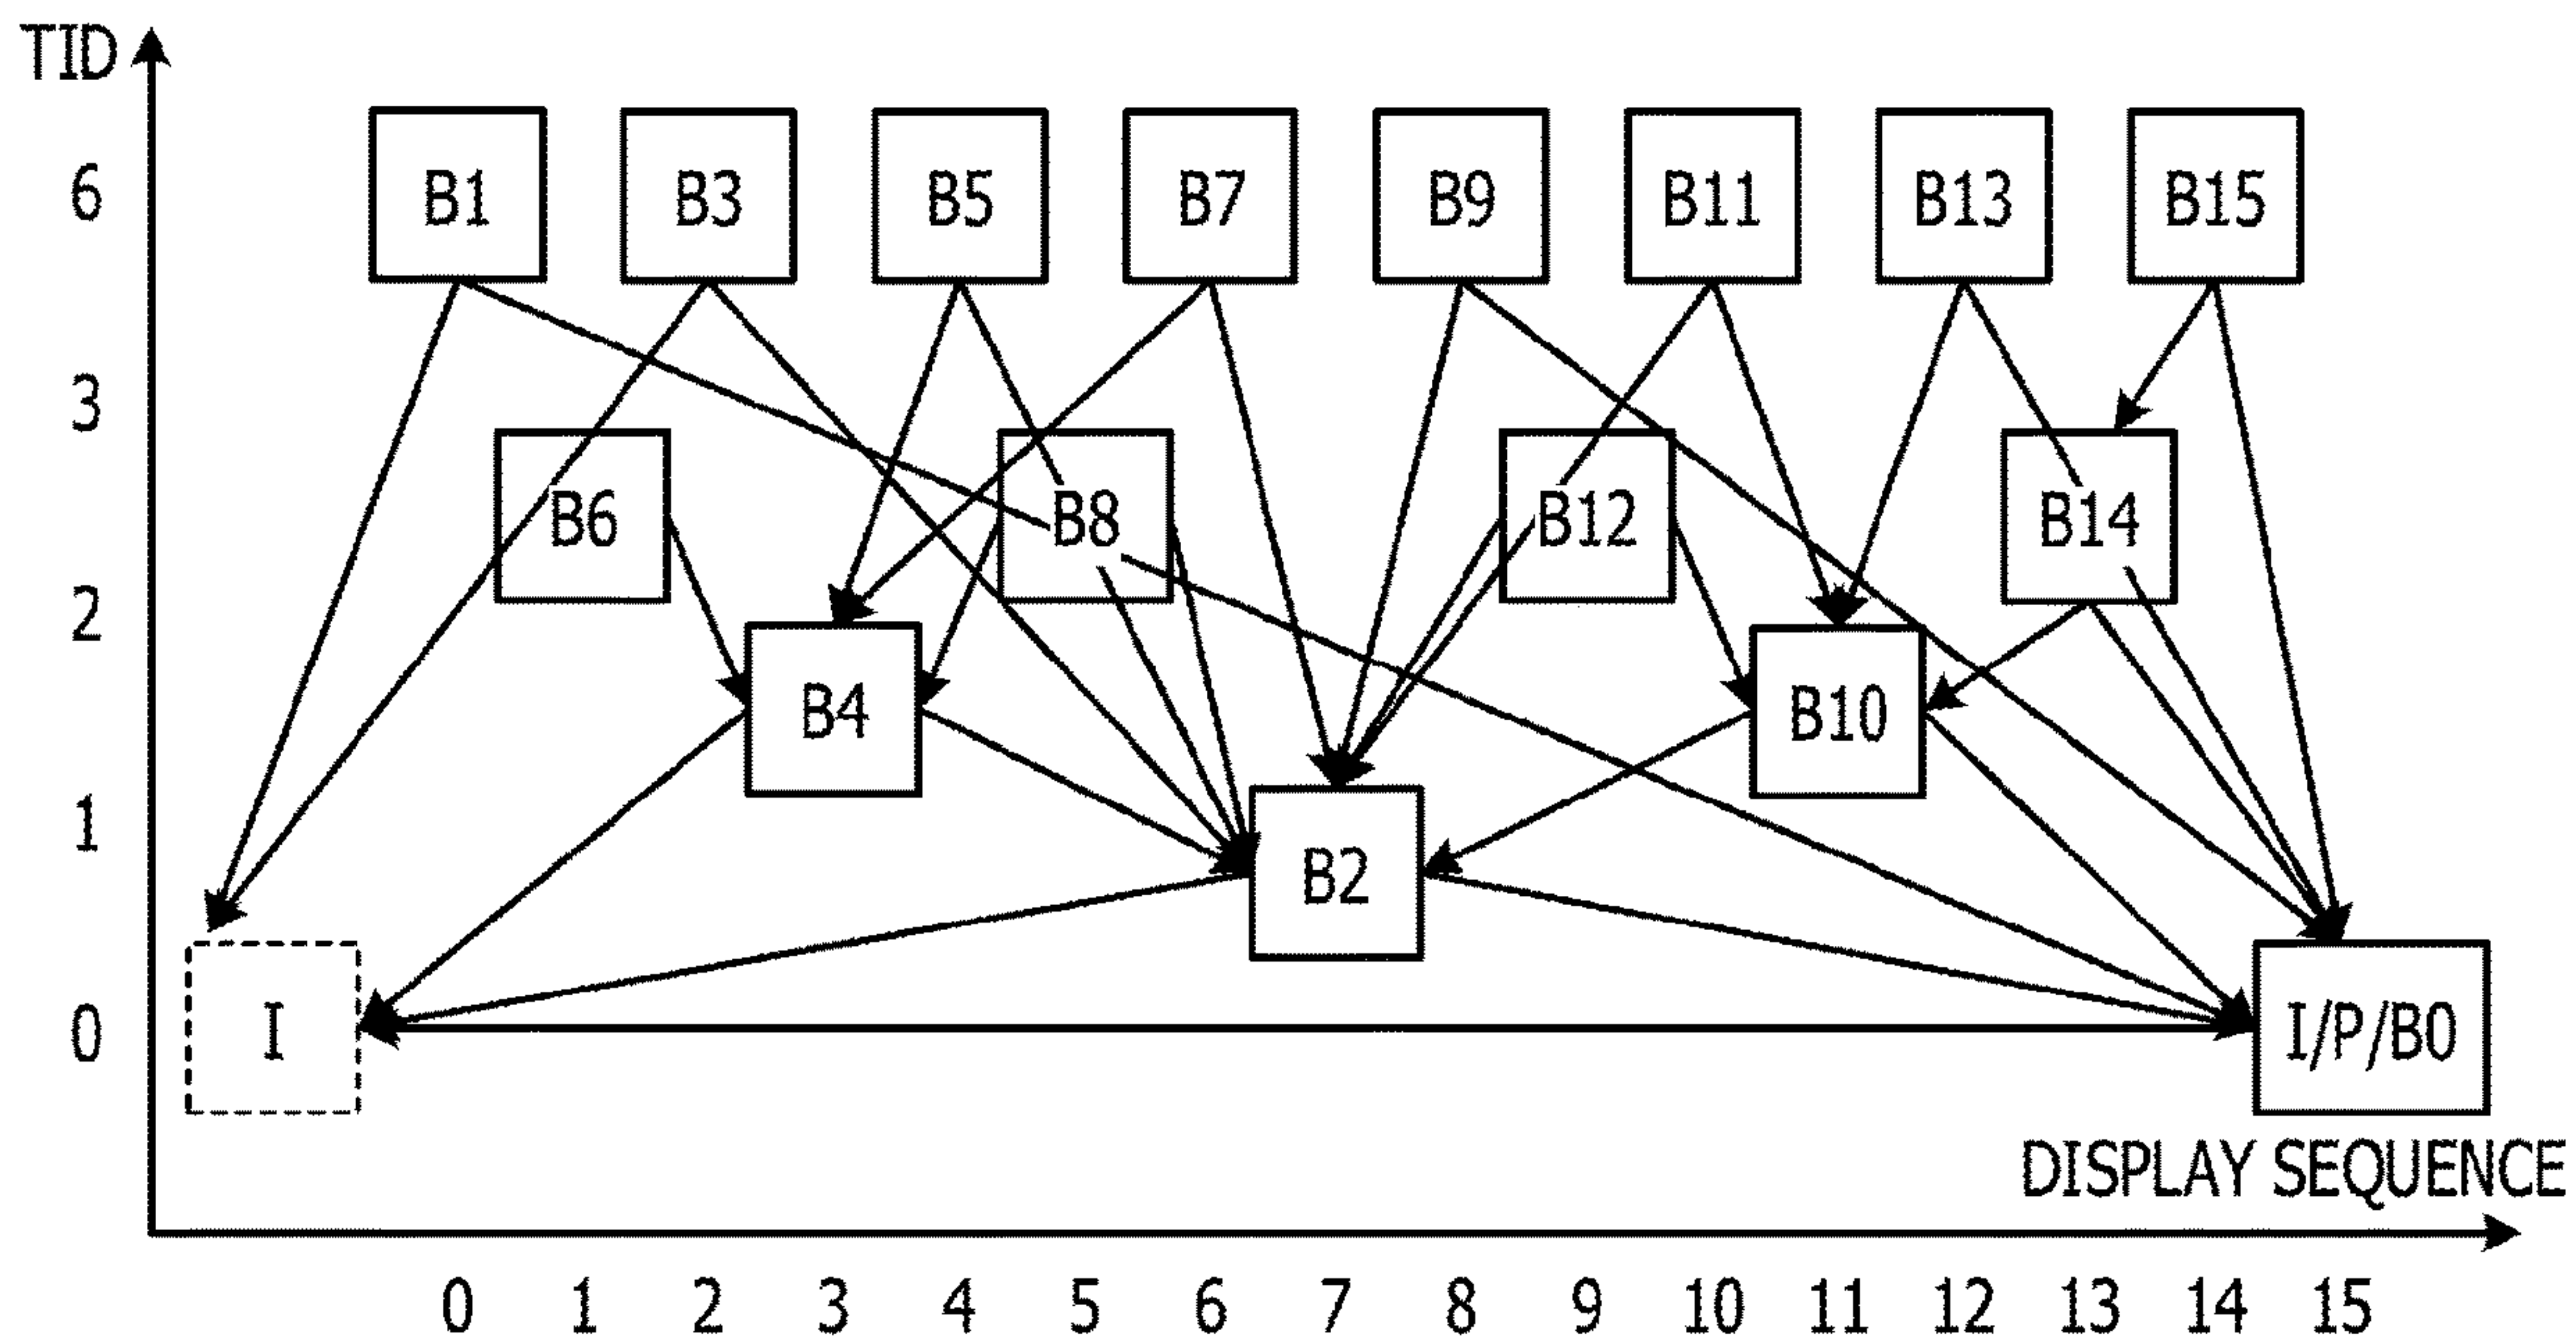 TID
6 B1 B3 B5 B7 B9 B11 B13 B15
3
B6 B8 B12 B14
2
B4 B10
1
B2
0 I I/P/B0
DISPLAY SEQUENCE
0 1 2 3 4 5 6 7 8 9 10 11 12 13 14 15